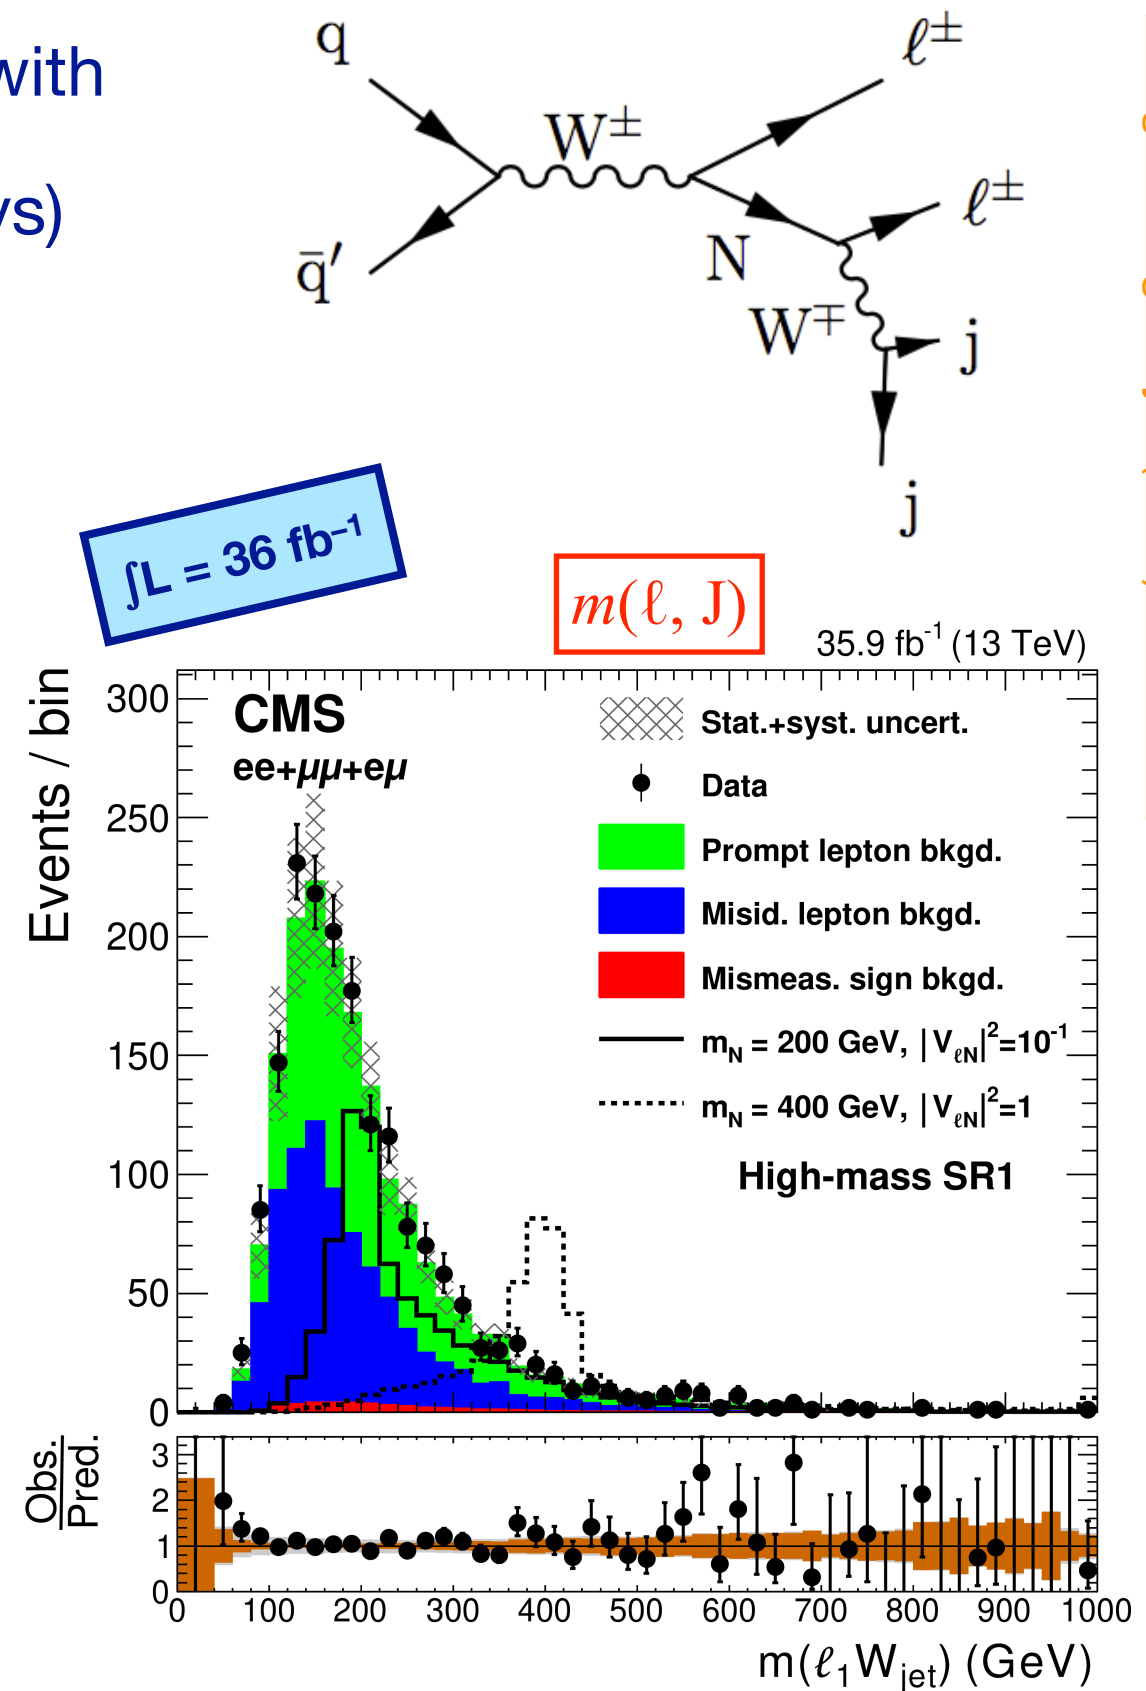 with
ys)
q
q̄′
W±
ℓ±
N
ℓ±
W∓
j
j
∫L = 36 fb⁻¹
m(ℓ, J)
35.9 fb⁻¹ (13 TeV)
Events / bin
CMS
ee+μμ+eμ
Stat.+syst. uncert.
Data
Prompt lepton bkgd.
Misid. lepton bkgd.
Mismeas. sign bkgd.
m_N = 200 GeV, |V_ℓN|²=10⁻¹
m_N = 400 GeV, |V_ℓN|²=1
High-mass SR1
300
250
200
150
100
50
0
Obs.
Pred.
3
2
1
0
0 100 200 300 400 500 600 700 800 900 1000
m(ℓ₁W_jet) (GeV)